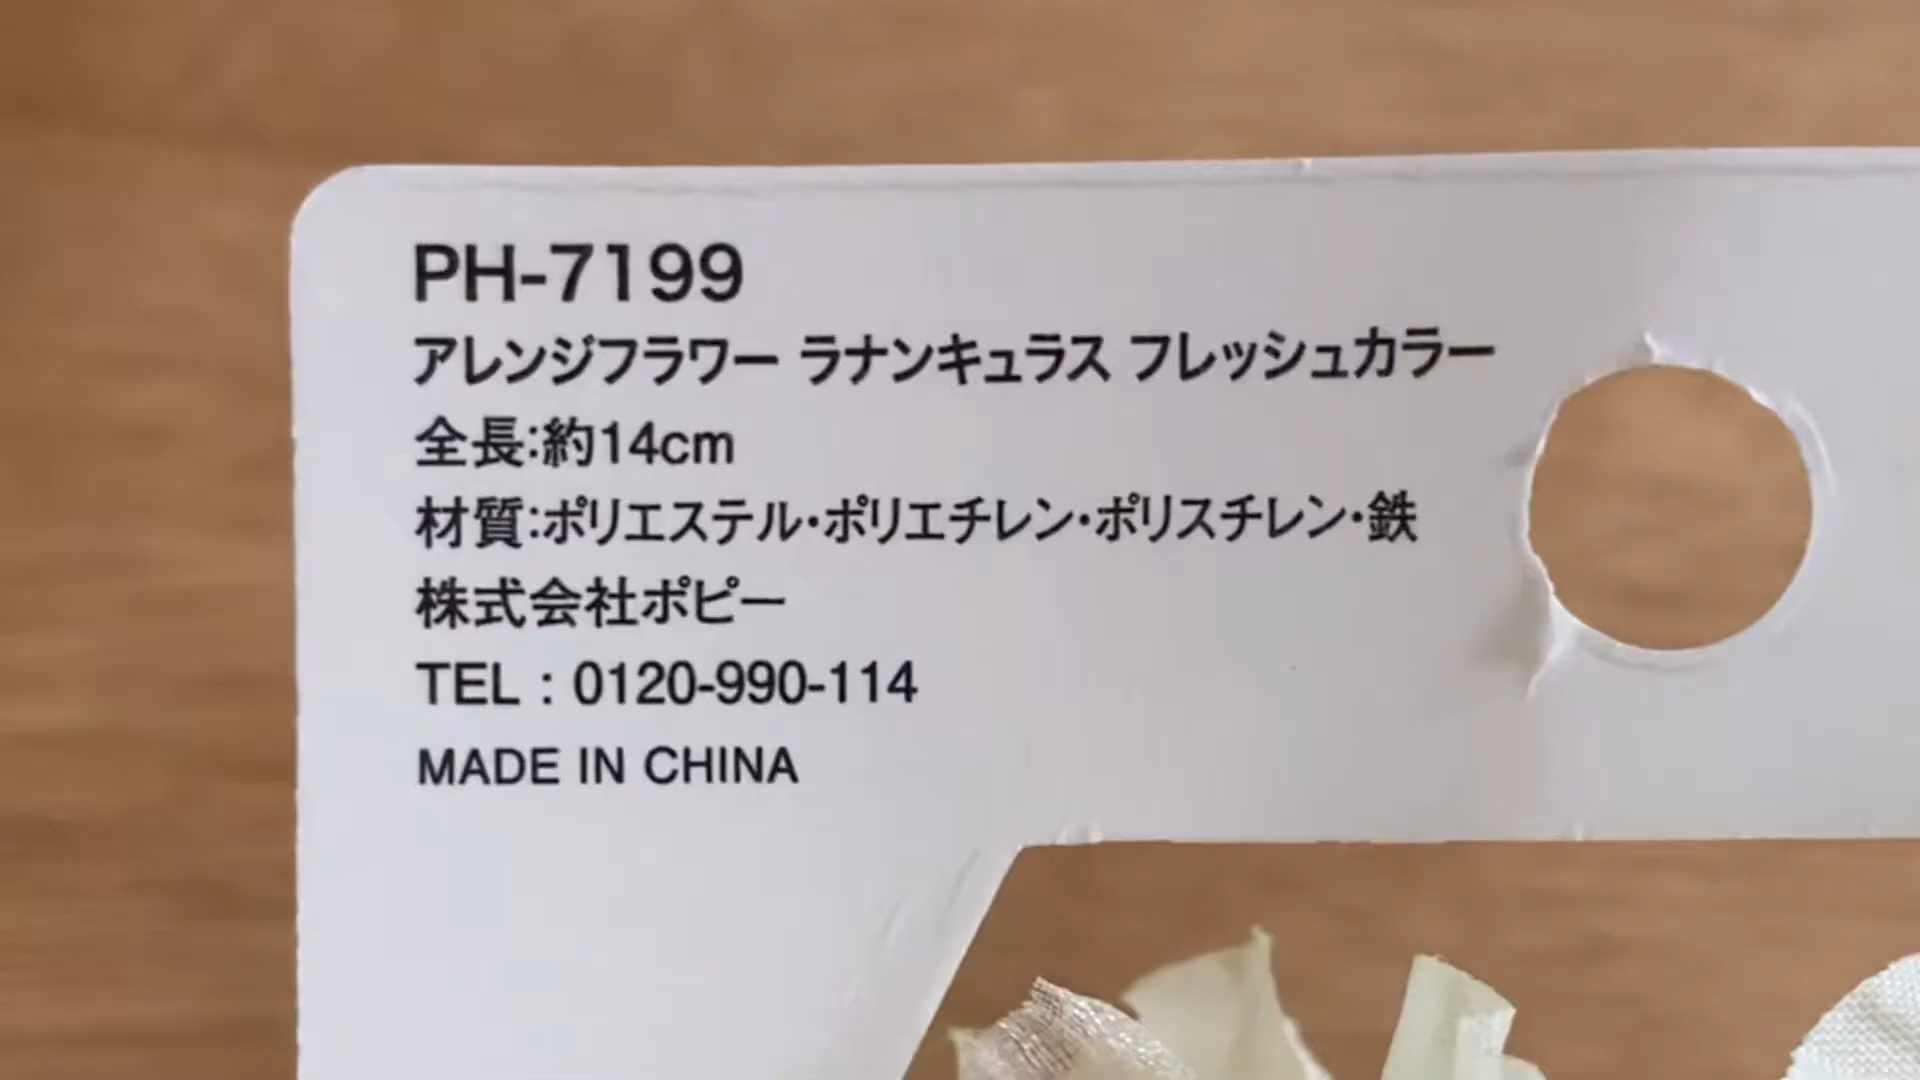 PH-7199
アレンジフラワー ラナンキュラス フレッシュカラー
全長:約14cm
材質:ポリエステル・ポリエチレン・ポリスチレン・鉄
株式会社ポピー
TEL : 0120-990-114
MADE IN CHINA